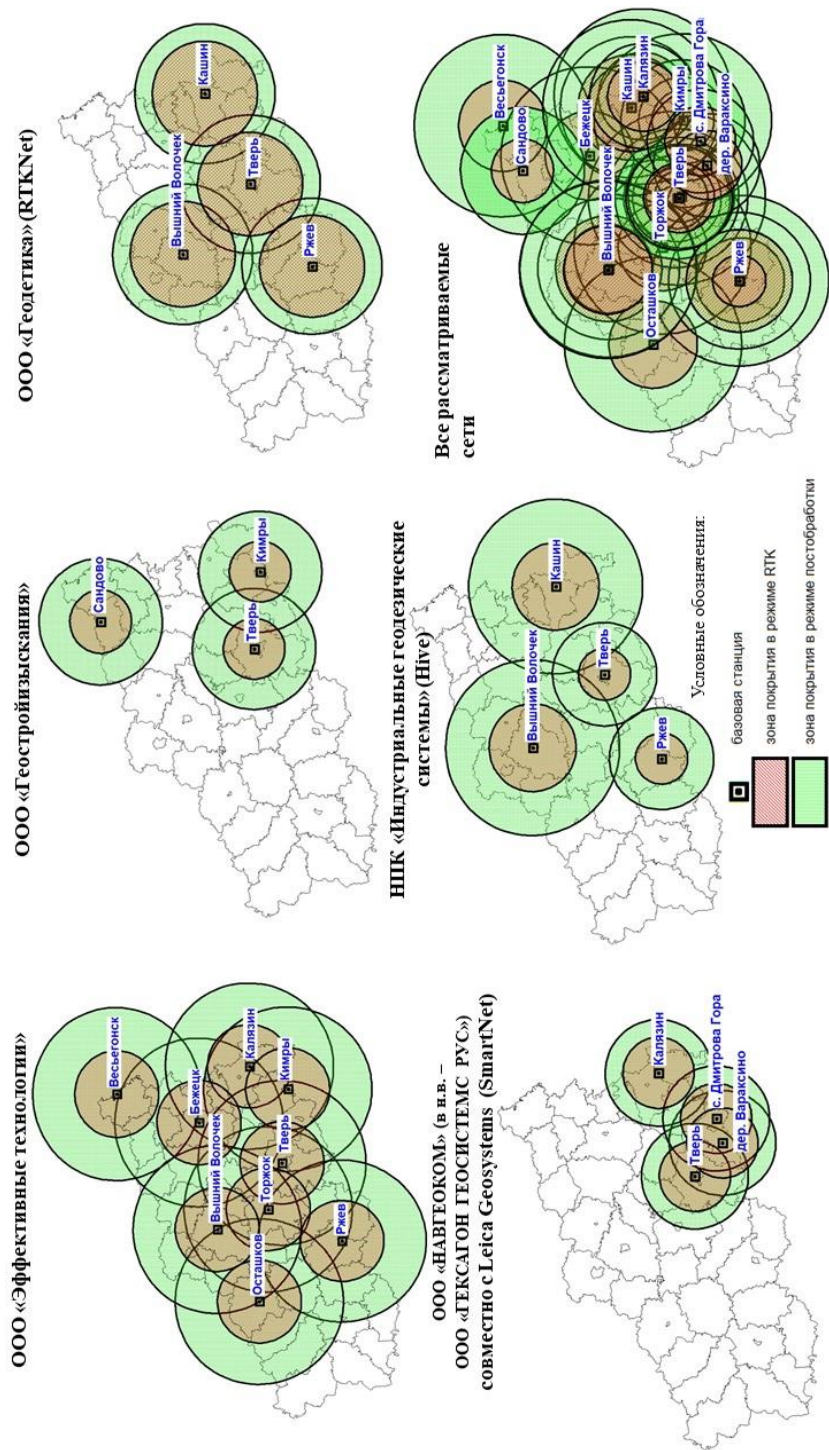 ООО «Эффективные технологии»
Весьегонск
Бежецк
Вышний Волочек
Калязин
Осташков
Торжок
Кимры
Тверь
Ржев
ООО «Геостройизыскания»
Сандово
Тверь
Кимры
ООО «Геодетика» (RTKNet)
Вышний Волочек
Кашин
Тверь
Ржев
ООО «НАВГЕОКОМ» (в н.в. –
ООО «ГЕКСАГОН ГЕОСИСТЕМС РУС»)
совместно с Leica Geosystems (SmartNet)
Калязин
Тверь
с. Дмитрова Гора
дер. Вараксино
НПК «Индустриальные геодезические
системы» (Hive)
Вышний Волочек
Кашин
Тверь
Ржев
Условные обозначения:
базовая станция
зона покрытия в режиме RTK
зона покрытия в режиме постобработки
Все рассматриваемые
сети
Весьегонск
Сандово
Бежецк
Вышний Волочек
Кашин
Калязин
Осташков
Торжок
Тверь
Кимры
с. Дмитрова Гора
дер. Вараксино
Ржев